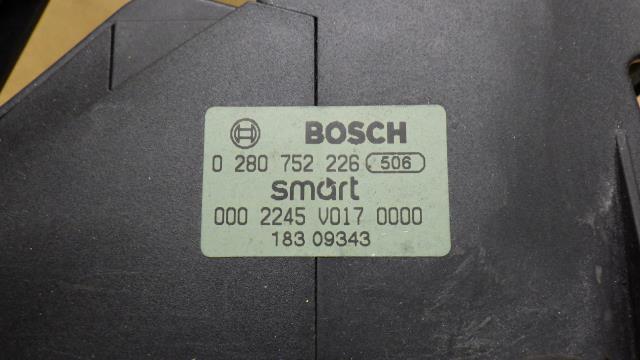 BOSCH
0 280 752 226 506
smart
000 2245 V017 0000
183 09343